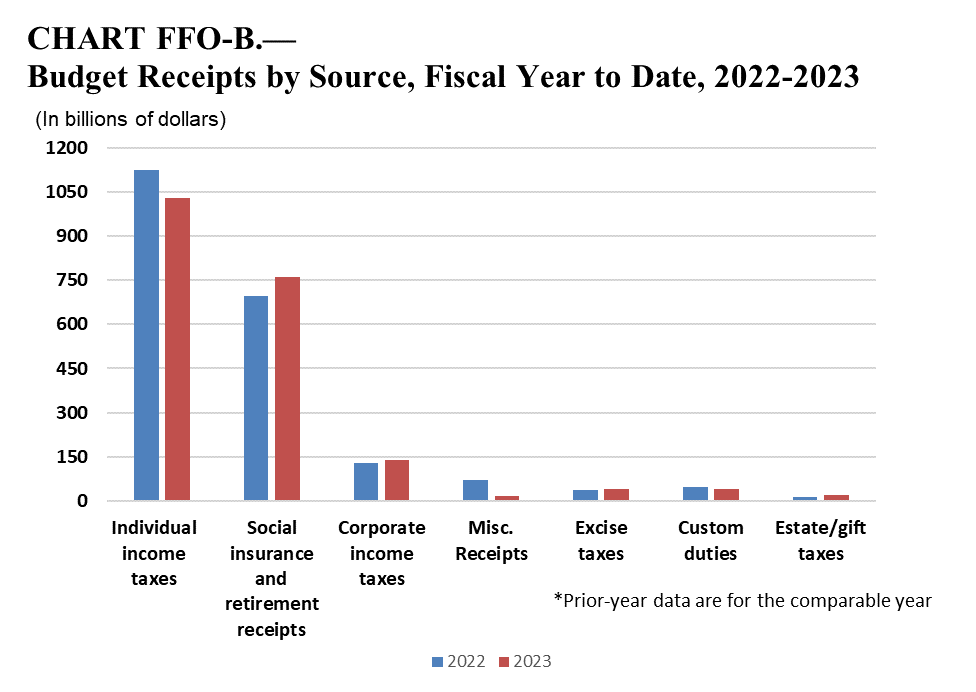 CHART FFO-B.—
Budget Receipts by Source, Fiscal Year to Date, 2022-2023
(In billions of dollars)
1200
1050
900
750
600
450
300
150
0
Individual
income
taxes
Social
insurance
and
retirement
receipts
Corporate
income
taxes
Misc.
Receipts
Excise
taxes
Custom
duties
Estate/gift
taxes
*Prior-year data are for the comparable year
2022 2023